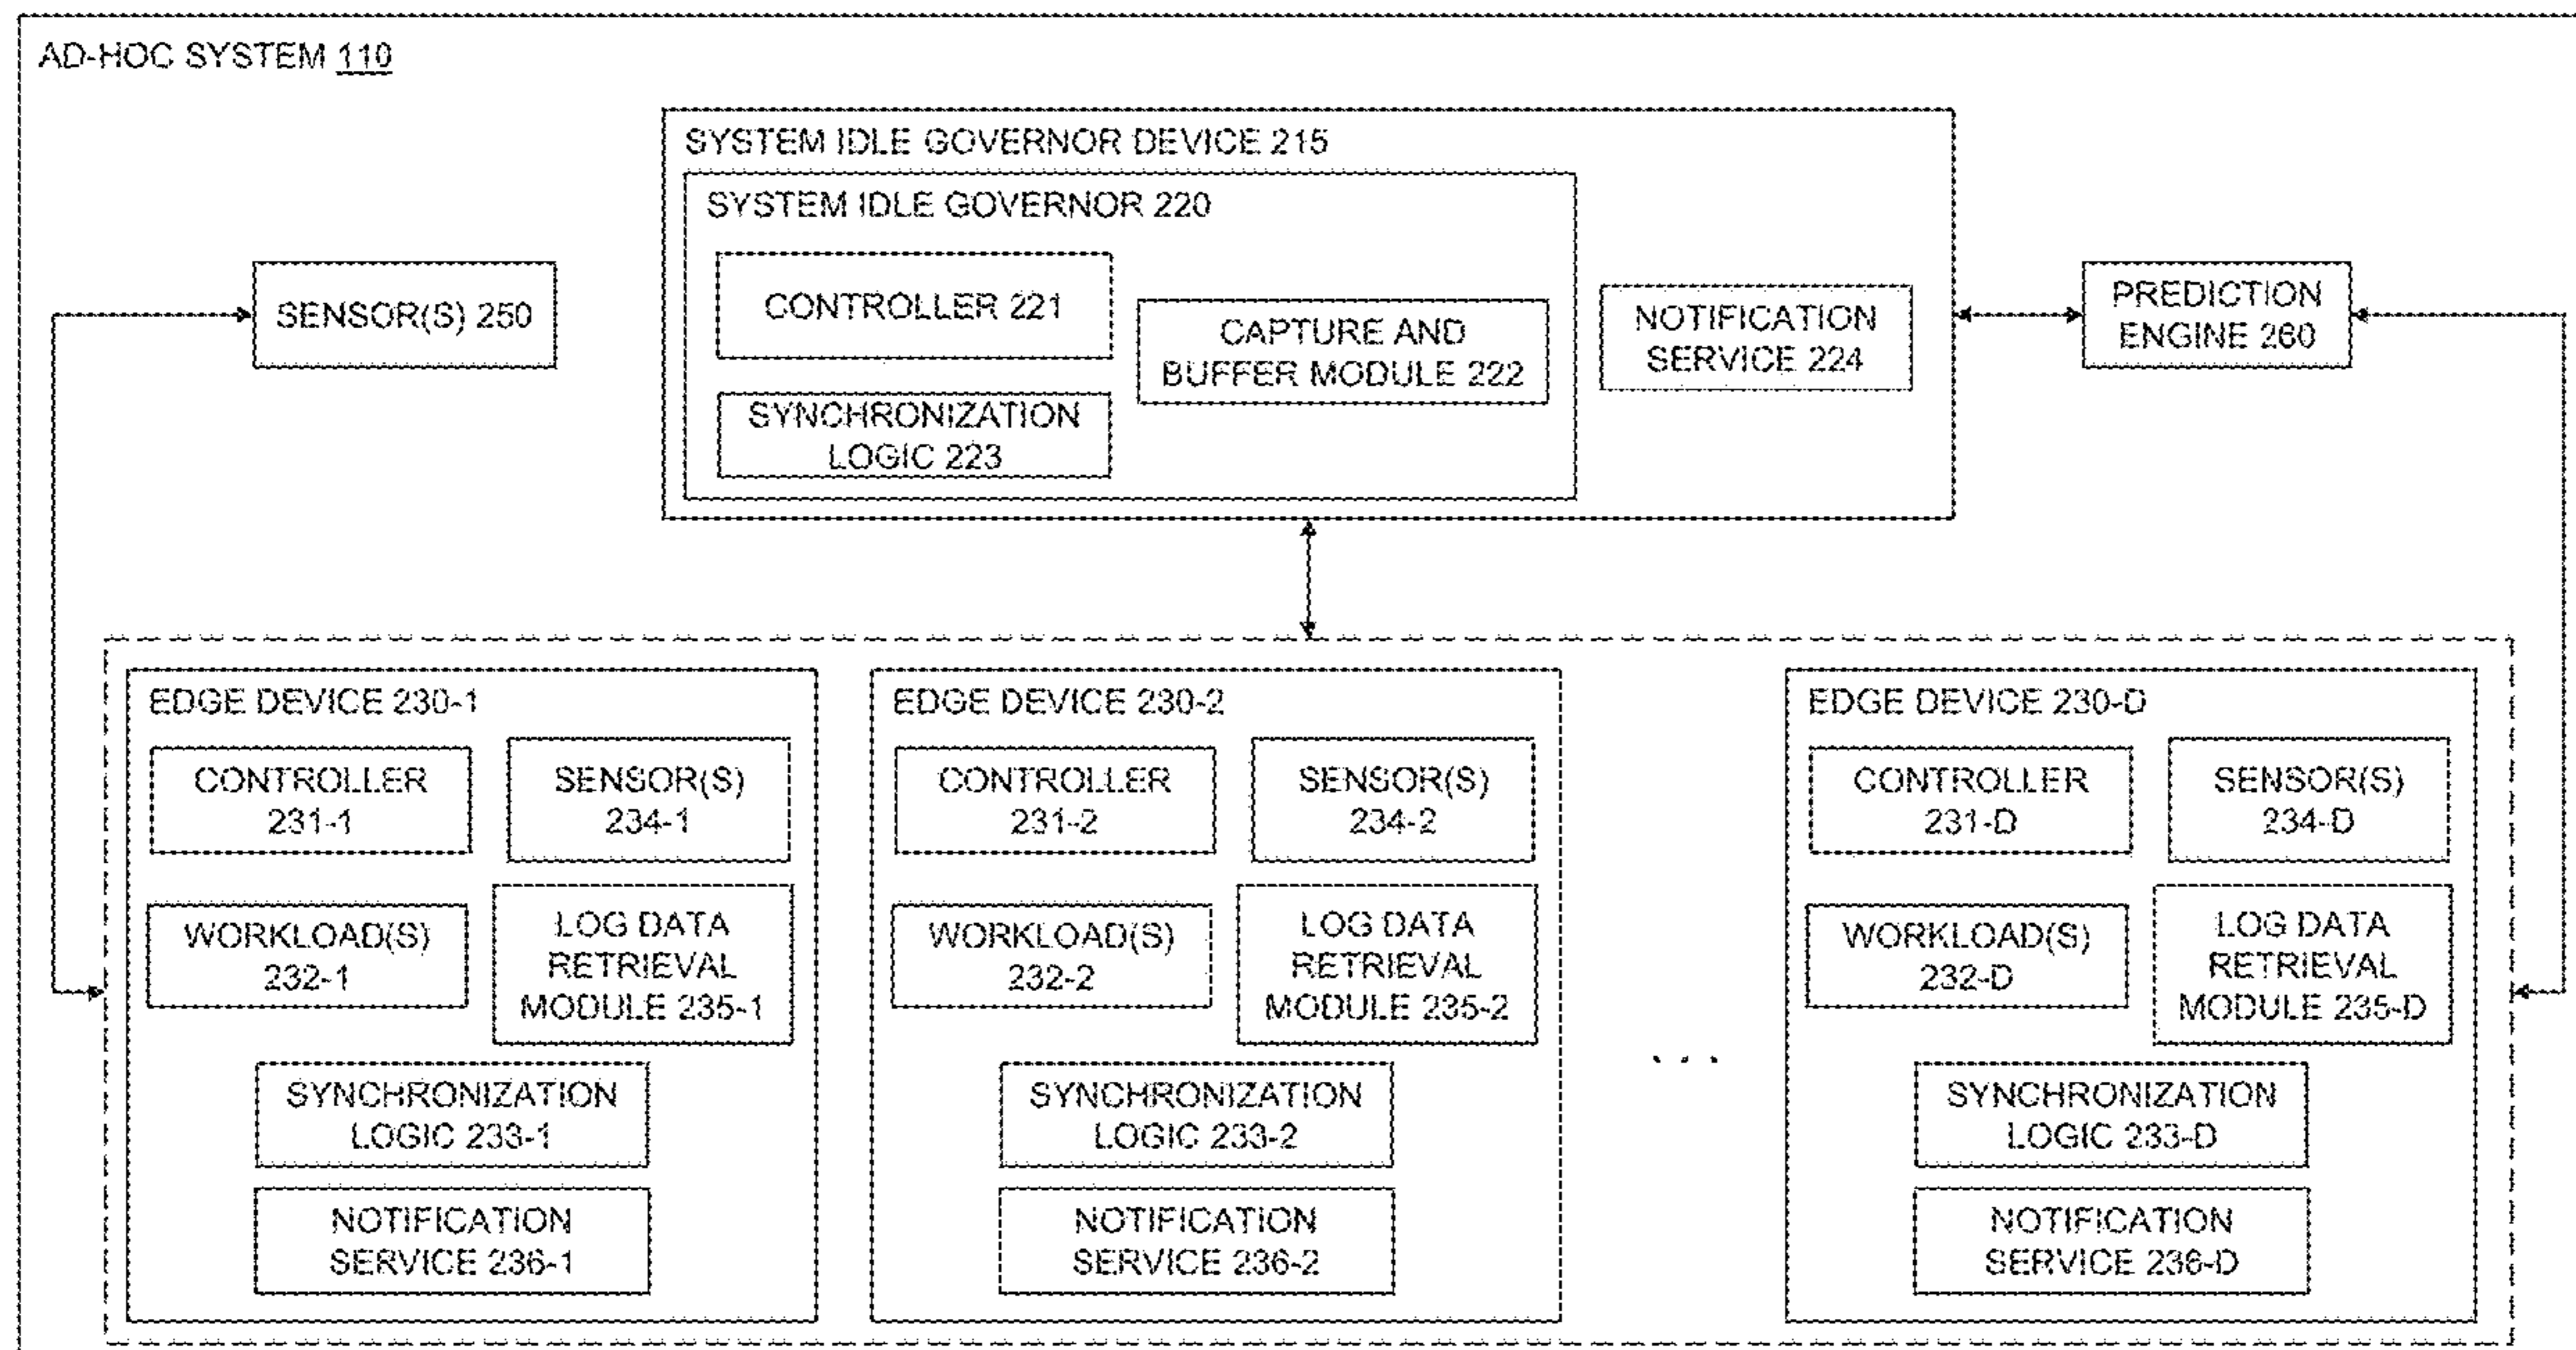 AD-HOC SYSTEM 110
SYSTEM IDLE GOVERNOR DEVICE 215
SYSTEM IDLE GOVERNOR 220
CONTROLLER 221
CAPTURE AND
BUFFER MODULE 222
SYNCHRONIZATION
LOGIC 223
NOTIFICATION
SERVICE 224
SENSOR(S) 250
PREDICTION
ENGINE 260
EDGE DEVICE 230-1
CONTROLLER
231-1
SENSOR(S)
234-1
WORKLOAD(S)
232-1
LOG DATA
RETRIEVAL
MODULE 235-1
SYNCHRONIZATION
LOGIC 233-1
NOTIFICATION
SERVICE 236-1
EDGE DEVICE 230-2
CONTROLLER
231-2
SENSOR(S)
234-2
WORKLOAD(S)
232-2
LOG DATA
RETRIEVAL
MODULE 235-2
SYNCHRONIZATION
LOGIC 233-2
NOTIFICATION
SERVICE 236-2
. . .
EDGE DEVICE 230-D
CONTROLLER
231-D
SENSOR(S)
234-D
WORKLOAD(S)
232-D
LOG DATA
RETRIEVAL
MODULE 235-D
SYNCHRONIZATION
LOGIC 233-D
NOTIFICATION
SERVICE 236-D